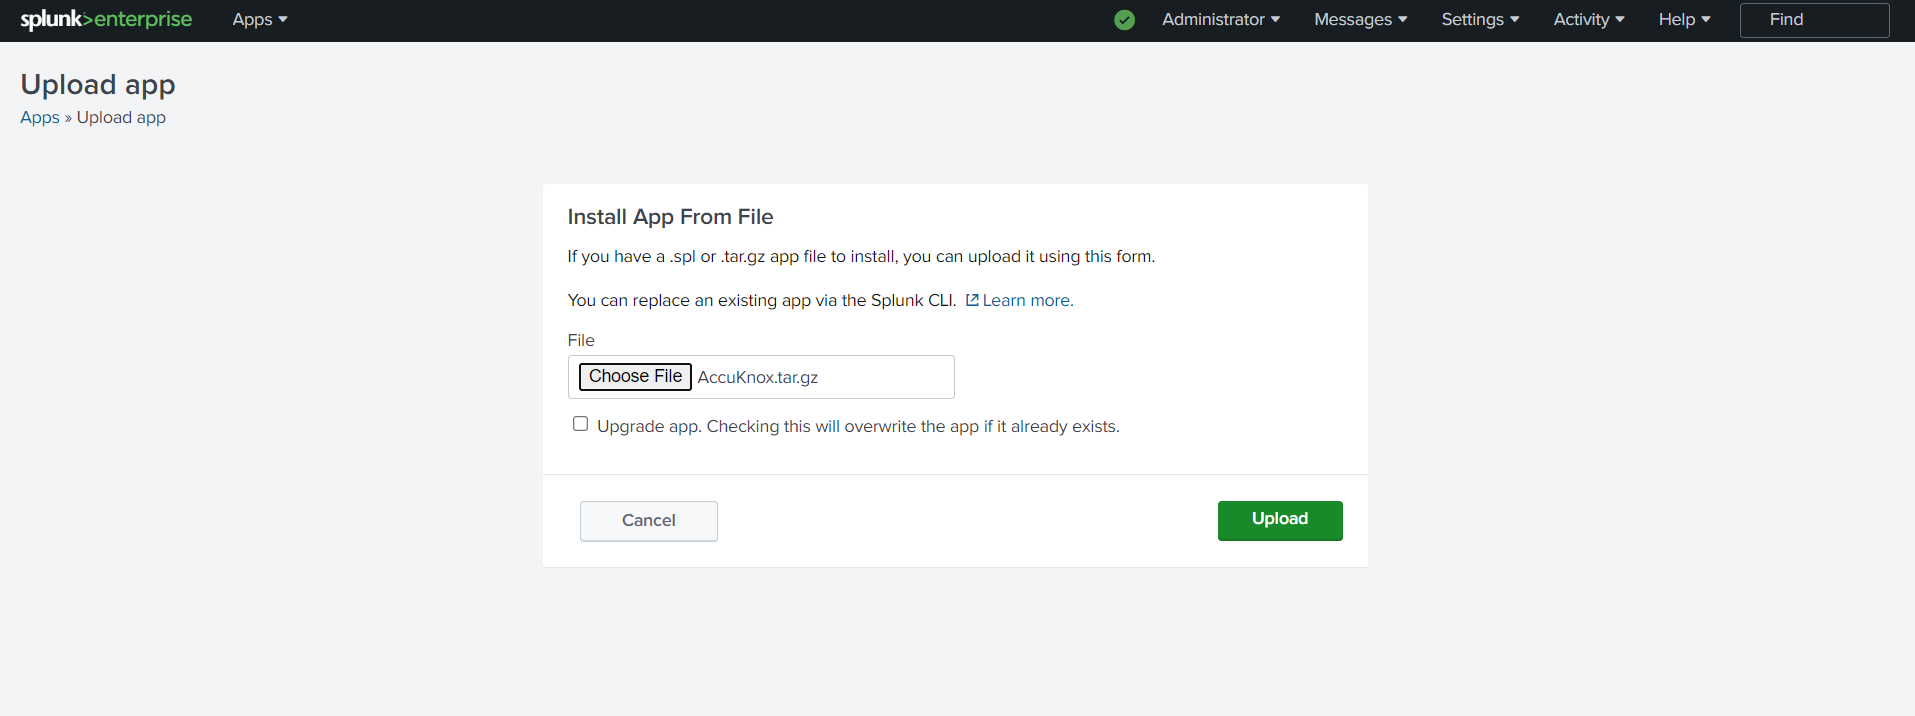 splunk>enterprise Apps Administrator Messages Settings Activity Help Find
Upload app
Apps » Upload app
Install App From File
If you have a .spl or .tar.gz app file to install, you can upload it using this form.
You can replace an existing app via the Splunk CLI. Learn more.
File
Choose File AccuKnox.tar.gz
Upgrade app. Checking this will overwrite the app if it already exists.
Cancel Upload